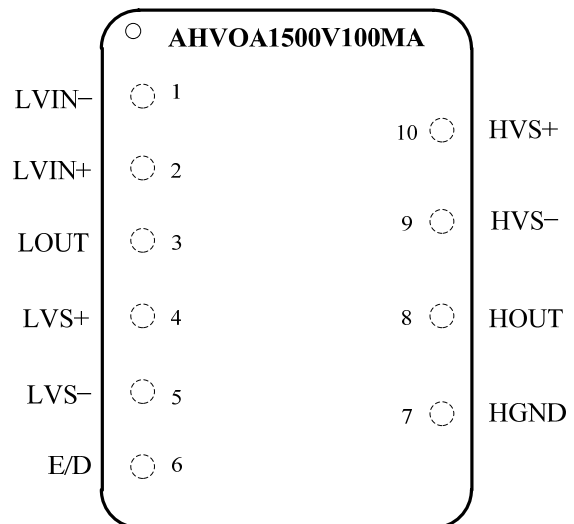 AHVOA1500V100MA
LVIN− 1
10 HVS+
LVIN+ 2
9 HVS−
LOUT 3
LVS+ 4
8 HOUT
LVS− 5
7 HGND
E/D 6